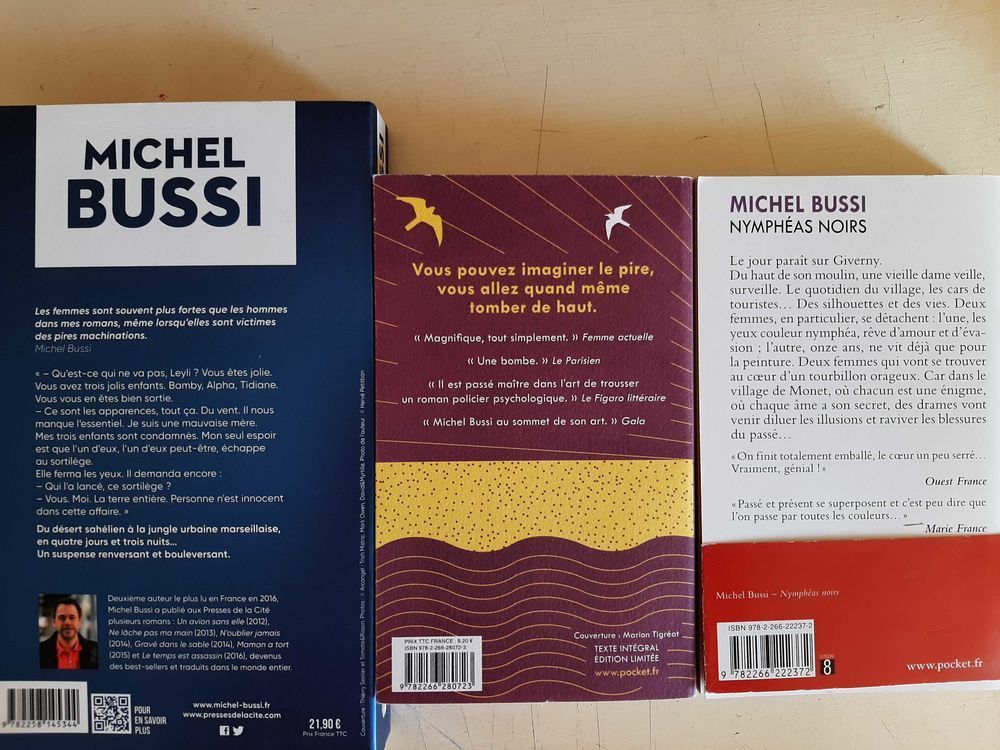 MICHEL
BUSSI
BUSSI
Les femmes sont souvent plus fortes que les hommes
dans mes romans, même lorsqu'elles sont victimes
des pires machinations.
Michel Bussi
« – Qu'est-ce qui ne va pas, Leyli ? Vous êtes jolie.
Vous avez trois jolis enfants. Bamby, Alpha, Tidiane.
Vous vous en êtes bien sortie.
– Ce sont les apparences, tout ça. Du vent. Il nous
manque l'essentiel. Je suis une mauvaise mère.
Mes trois enfants sont condamnés. Mon seul espoir
est que l'un d'eux, l'un d'eux peut-être, échappe
au sortilège.
Elle ferma les yeux. Il demanda encore :
– Qui l'a lancé, ce sortilège ?
– Vous. Moi. La terre entière. Personne n'est innocent
dans cette affaire. »
Du désert sahélien à la jungle urbaine marseillaise,
en quatre jours et trois nuits...
Un suspense renversant et bouleversant.
Deuxième auteur le plus lu en France en 2016,
Michel Bussi a publié aux Presses de la Cité
plusieurs romans : Un avion sans elle (2012),
Ne lâche pas ma main (2013), N'oublier jamais
(2014), Gravé dans le sable (2014), Maman a tort
(2015) et Le temps est assassin (2016), devenus
des best-sellers et traduits dans le monde entier.
9782258145344
POUR
EN SAVOIR
PLUS
www.michel-bussi.fr
www.pressesdelacite.com
21,90 €
Prix France TTC
Vous pouvez imaginer le pire,
vous allez quand même
tomber de haut.
« Magnifique, tout simplement. » Femme actuelle
« Une bombe. » Le Parisien
« Il est passé maître dans l'art de trousser
un roman policier psychologique. » Le Figaro littéraire
« Michel Bussi au sommet de son art. » Gala
PRIX TTC FRANCE : 9,20 €
ISBN 978-2-266-28072-3
9 782266 280723
Couverture : Marion Tigréat
TEXTE INTÉGRAL
ÉDITION LIMITÉE
www.pocket.fr
MICHEL BUSSI
NYMPHÉAS NOIRS
Le jour paraît sur Giverny.
Du haut de son moulin, une vieille dame veille,
surveille. Le quotidien du village, les cars de
touristes… Des silhouettes et des vies. Deux
femmes, en particulier, se détachent : l'une, les
yeux couleur nymphéa, rêve d'amour et d'éva-
sion ; l'autre, onze ans, ne vit déjà que pour
la peinture. Deux femmes qui vont se trouver
au cœur d'un tourbillon orageux. Car dans le
village de Monet, où chacun est une énigme,
où chaque âme a son secret, des drames vont
venir diluer les illusions et raviver les blessures
du passé…
« On finit totalement emballé, le cœur un peu serré…
Vraiment, génial ! »
Ouest France
« Passé et présent se superposent et c'est peu dire que
l'on passe par toutes les couleurs… »
Marie France
Michel Bussi – Nymphéas noirs
ISBN 978-2-266-22237-2
9 782266 222372
8
www.pocket.fr